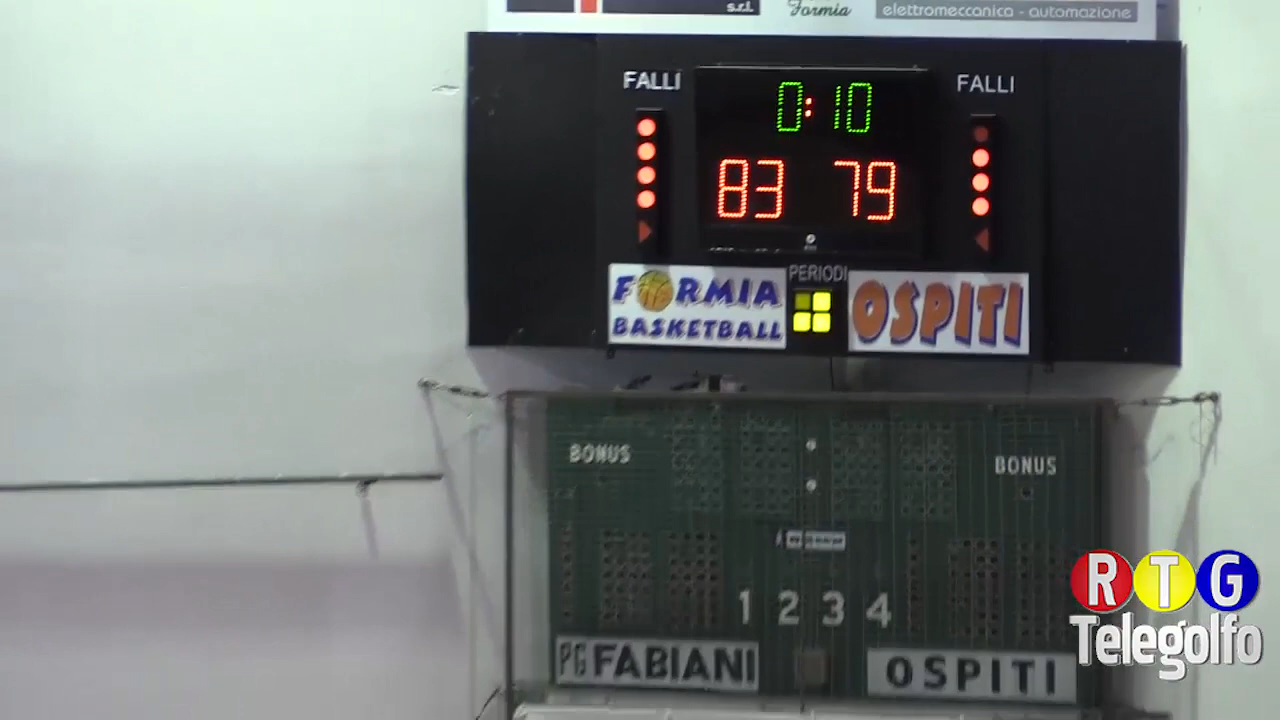 s.r.l.
Formia
elettromeccanica - automazione
FALLI
FALLI
0:10
83 79
FORMIA
BASKETBALL
PERIODI
OSPITI
BONUS
BONUS
1 2 3 4
PG FABIANI
OSPITI
RTG
Telegolfo